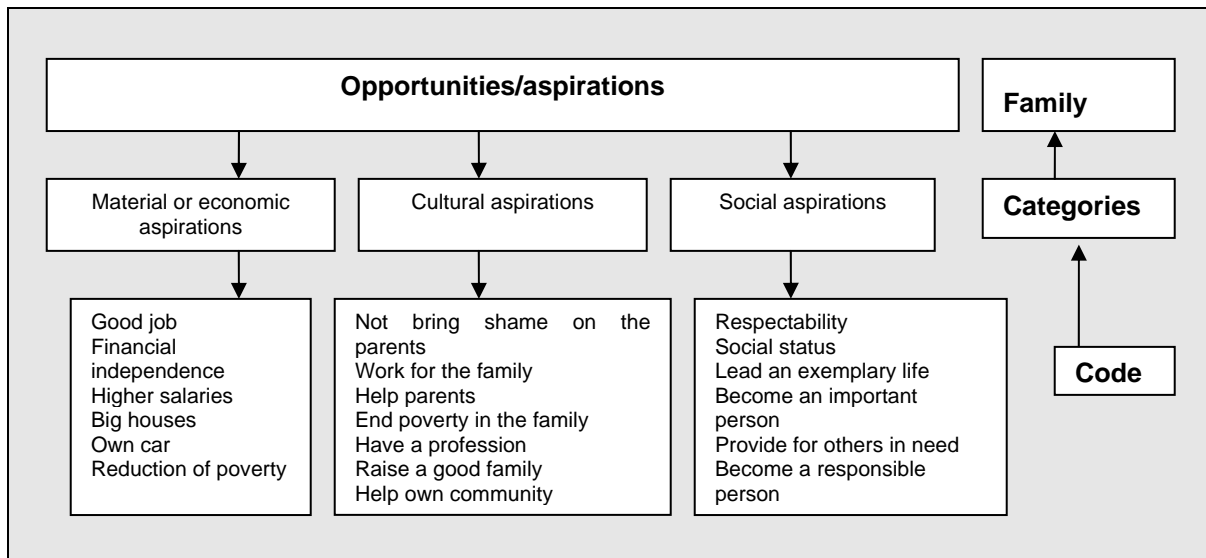 Opportunities/aspirations
Family
Material or economic
aspirations
Cultural aspirations
Social aspirations
Categories
Good job
Financial
independence
Higher salaries
Big houses
Own car
Reduction of poverty
Not bring shame on the
parents
Work for the family
Help parents
End poverty in the family
Have a profession
Raise a good family
Help own community
Respectability
Social status
Lead an exemplary life
Become an important
person
Provide for others in need
Become a responsible
person
Code